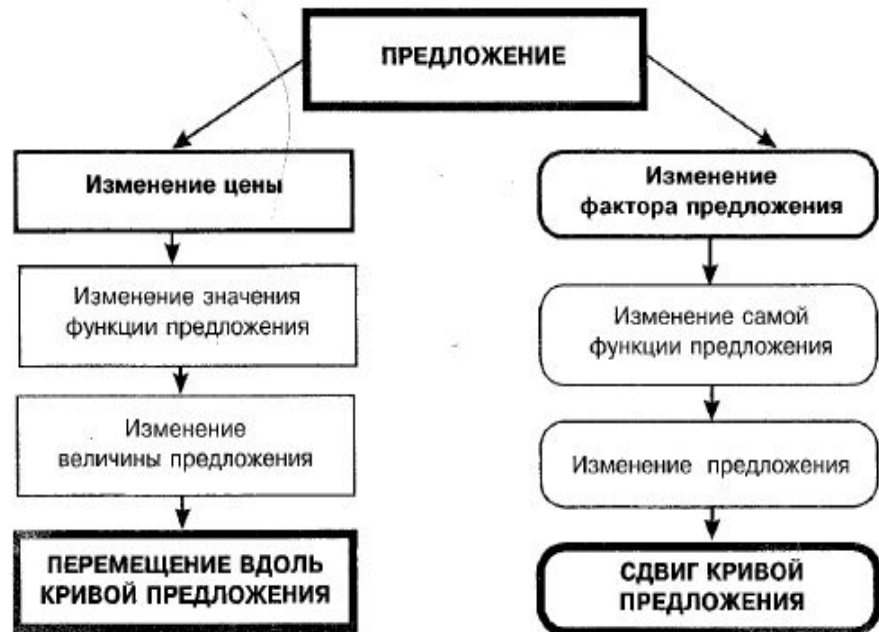 ПРЕДЛОЖЕНИЕ
Изменение цены
Изменение значения
функции предложения
Изменение
величины предложения
ПЕРЕМЕЩЕНИЕ ВДОЛЬ
КРИВОЙ ПРЕДЛОЖЕНИЯ
Изменение
фактора предложения
Изменение самой
функции предложения
Изменение предложения
СДВИГ КРИВОЙ
ПРЕДЛОЖЕНИЯ